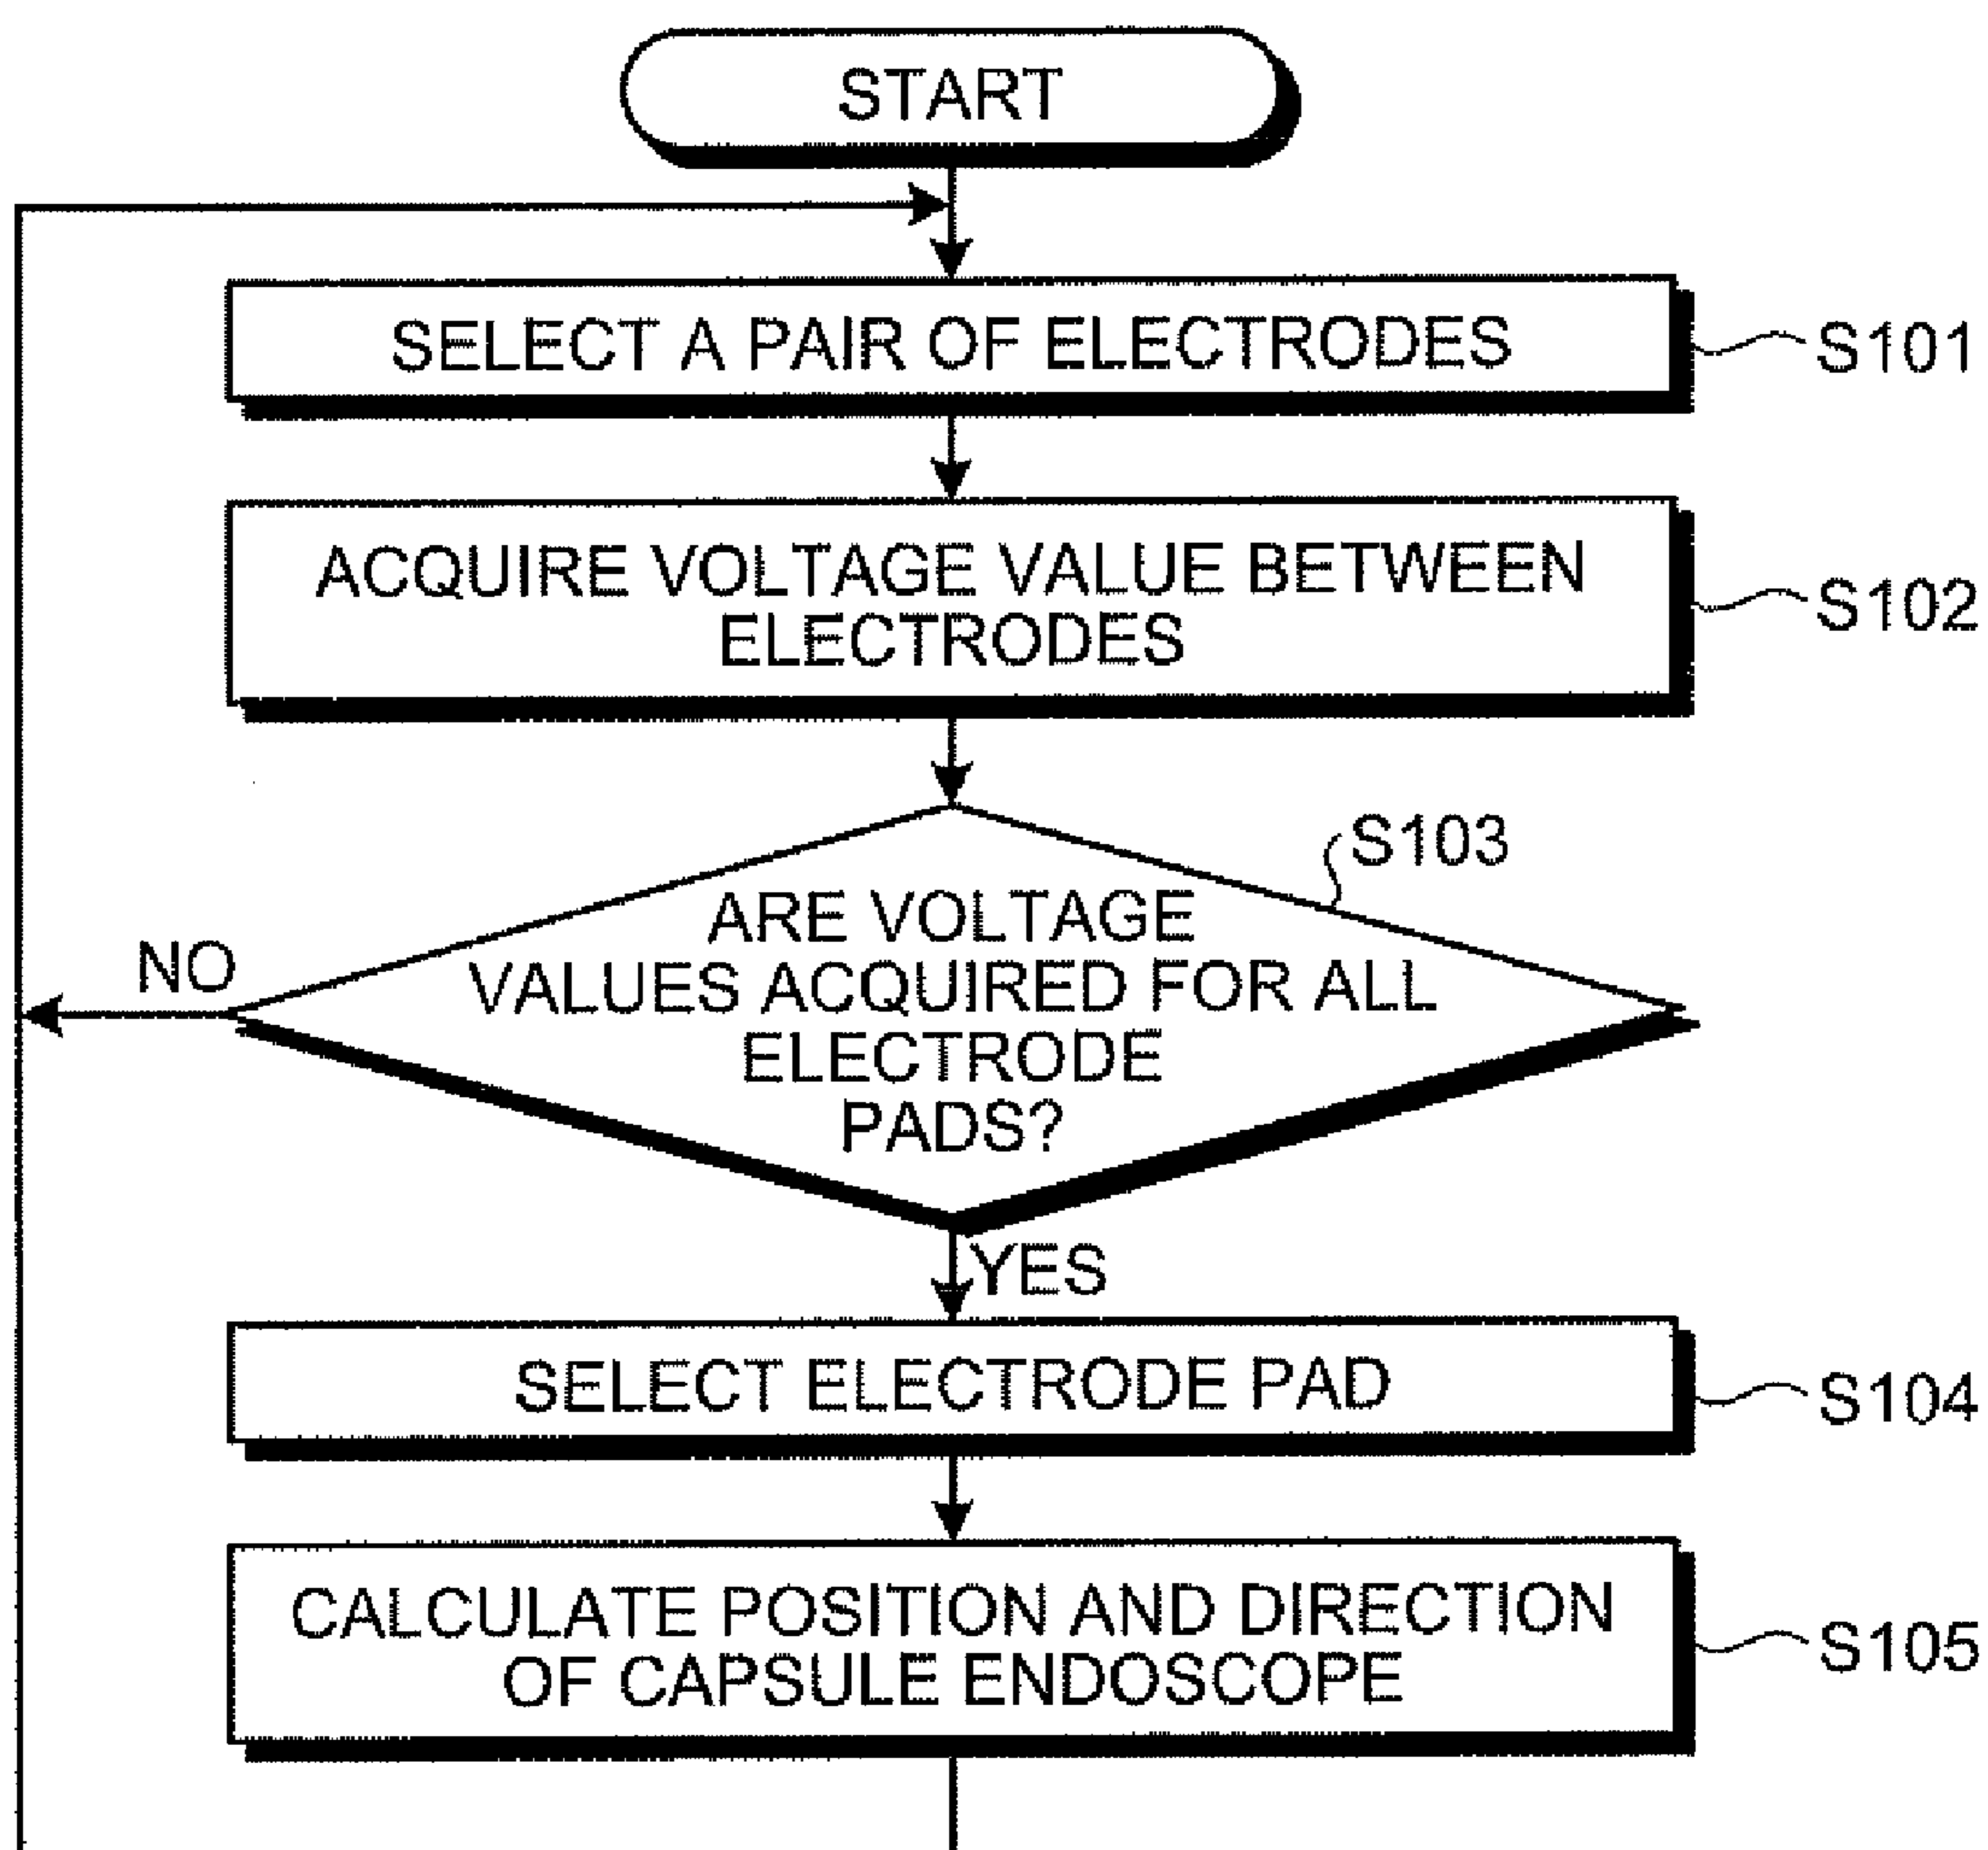 START
SELECT A PAIR OF ELECTRODES
S101
ACQUIRE VOLTAGE VALUE BETWEEN
ELECTRODES
S102
S103
ARE VOLTAGE
VALUES ACQUIRED FOR ALL
ELECTRODE
PADS?
NO
YES
SELECT ELECTRODE PAD
S104
CALCULATE POSITION AND DIRECTION
OF CAPSULE ENDOSCOPE
S105